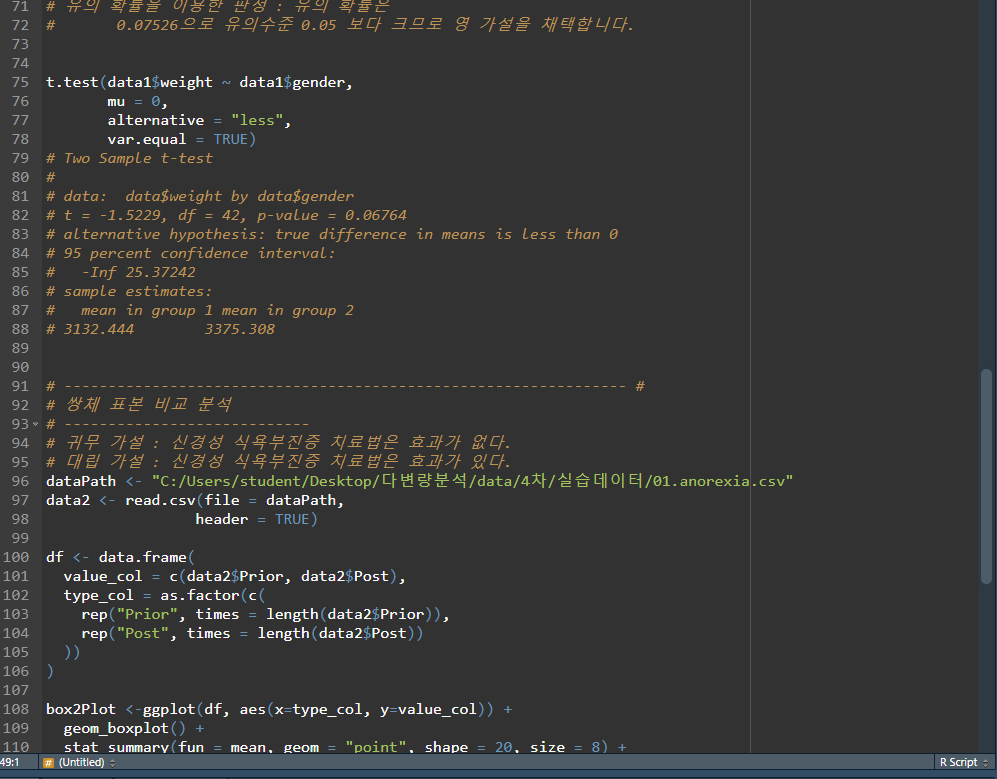 71 # 유의 확률을 이용한 판정 : 유의 확률은
72 #       0.07526으로 유의수준 0.05 보다 크므로 영 가설을 채택합니다.
73
74
75 t.test(data1$weight ~ data1$gender,
76        mu = 0,
77        alternative = "less",
78        var.equal = TRUE)
79 # Two Sample t-test
80 #
81 # data:  data$weight by data$gender
82 # t = -1.5229, df = 42, p-value = 0.06764
83 # alternative hypothesis: true difference in means is less than 0
84 # 95 percent confidence interval:
85 #   -Inf 25.37242
86 # sample estimates:
87 #   mean in group 1 mean in group 2
88 # 3132.444        3375.308
89
90
91 # ---------------------------------------------------------------- #
92 # 쌍체 표본 비교 분석
93 # ----------------------------
94 # 귀무 가설 : 신경성 식욕부진증 치료법은 효과가 없다.
95 # 대립 가설 : 신경성 식욕부진증 치료법은 효과가 있다.
96 dataPath <- "C:/Users/student/Desktop/다변량분석/data/4차/실습데이터/01.anorexia.csv"
97 data2 <- read.csv(file = dataPath,
98                  header = TRUE)
99
100 df <- data.frame(
101   value_col = c(data2$Prior, data2$Post),
102   type_col = as.factor(c(
103     rep("Prior", times = length(data2$Prior)),
104     rep("Post", times = length(data2$Post))
105   ))
106 )
107
108 box2Plot <-ggplot(df, aes(x=type_col, y=value_col)) +
109   geom_boxplot() +
110   stat_summary(fun = mean, geom = "point", shape = 20, size = 8) +
49:1 # (Untitled) R Script